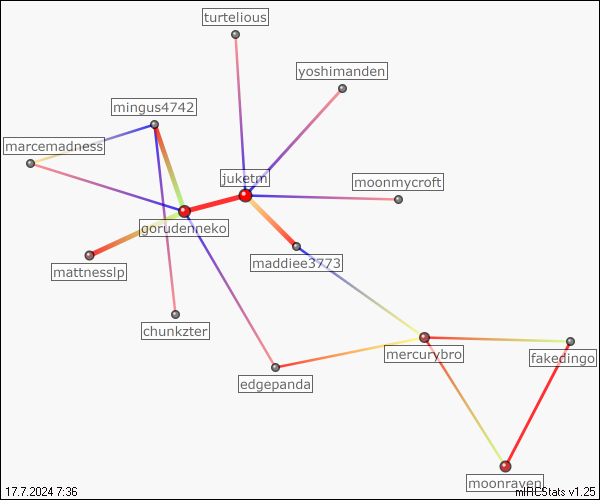 turtelious
yoshimanden
mingus4742
marcemadness
juketm
moonmycroft
gorudenneko
maddiee3773
mattnesslp
chunkzter
mercurybro
fakedingo
edgepanda
moonraven
17.7.2024 7:36
mIRCStats v1.25